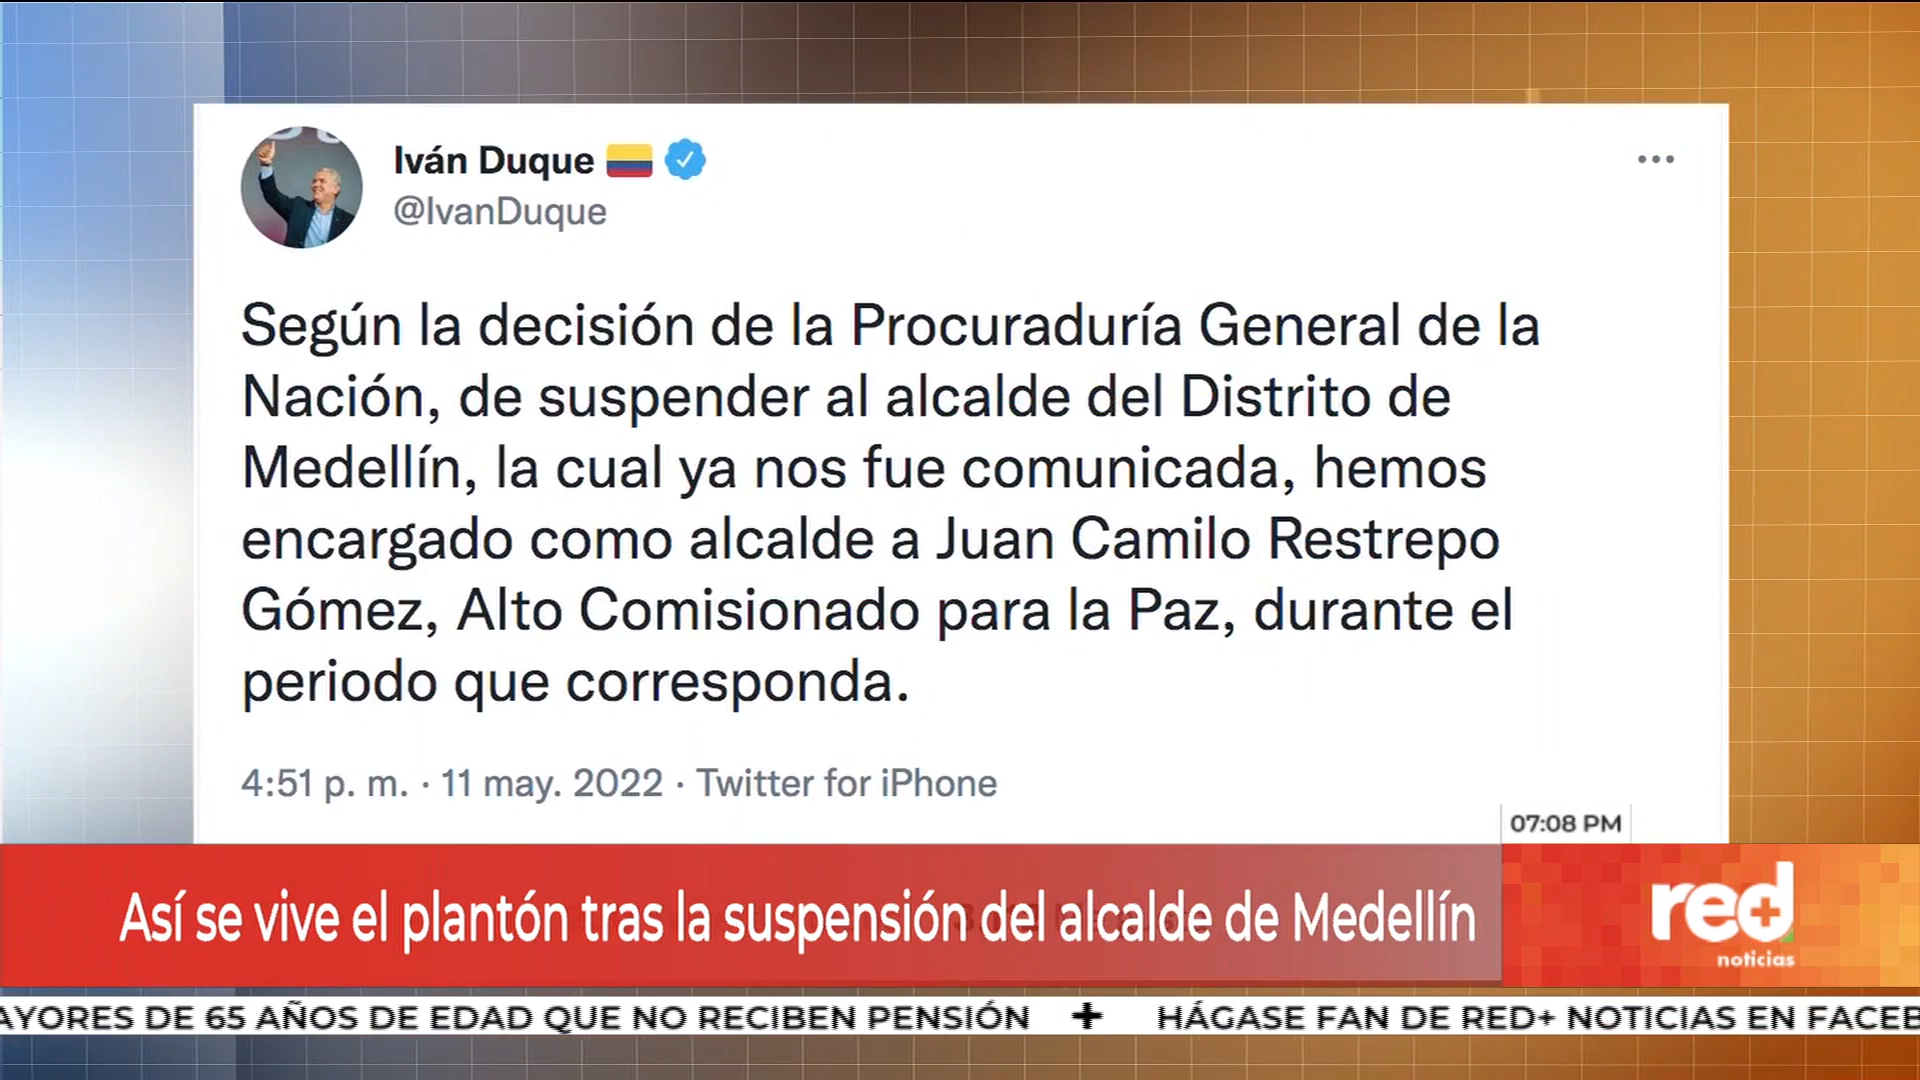 Iván Duque
@IvanDuque
Según la decisión de la Procuraduría General de la
Nación, de suspender al alcalde del Distrito de
Medellín, la cual ya nos fue comunicada, hemos
encargado como alcalde a Juan Camilo Restrepo
Gómez, Alto Comisionado para la Paz, durante el
periodo que corresponda.
4:51 p. m. · 11 may. 2022 · Twitter for iPhone
07:08 PM
Así se vive el plantón tras la suspensión del alcalde de Medellín
red+
noticias
AYORES DE 65 AÑOS DE EDAD QUE NO RECIBEN PENSIÓN + HÁGASE FAN DE RED+ NOTICIAS EN FACEB